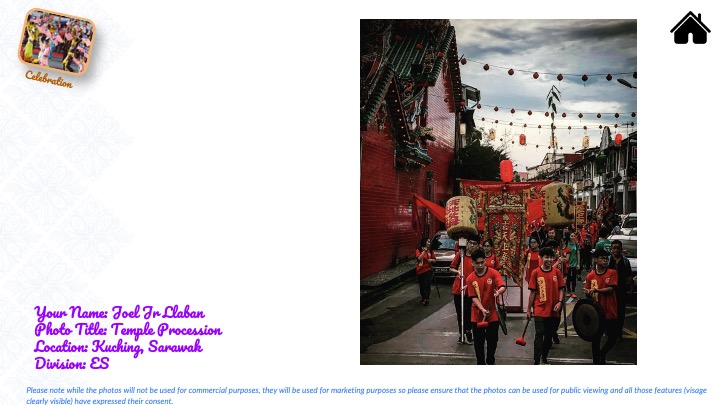 Celebration
Your Name: Joel Jr Llaban
Photo Title: Temple Procession
Location: Kuching, Sarawak
Division: ES
Please note while the photos will not be used for commercial purposes, they will be used for marketing purposes so please ensure that the photos can be used for public viewing and all those features (visage
clearly visible) have expressed their consent.